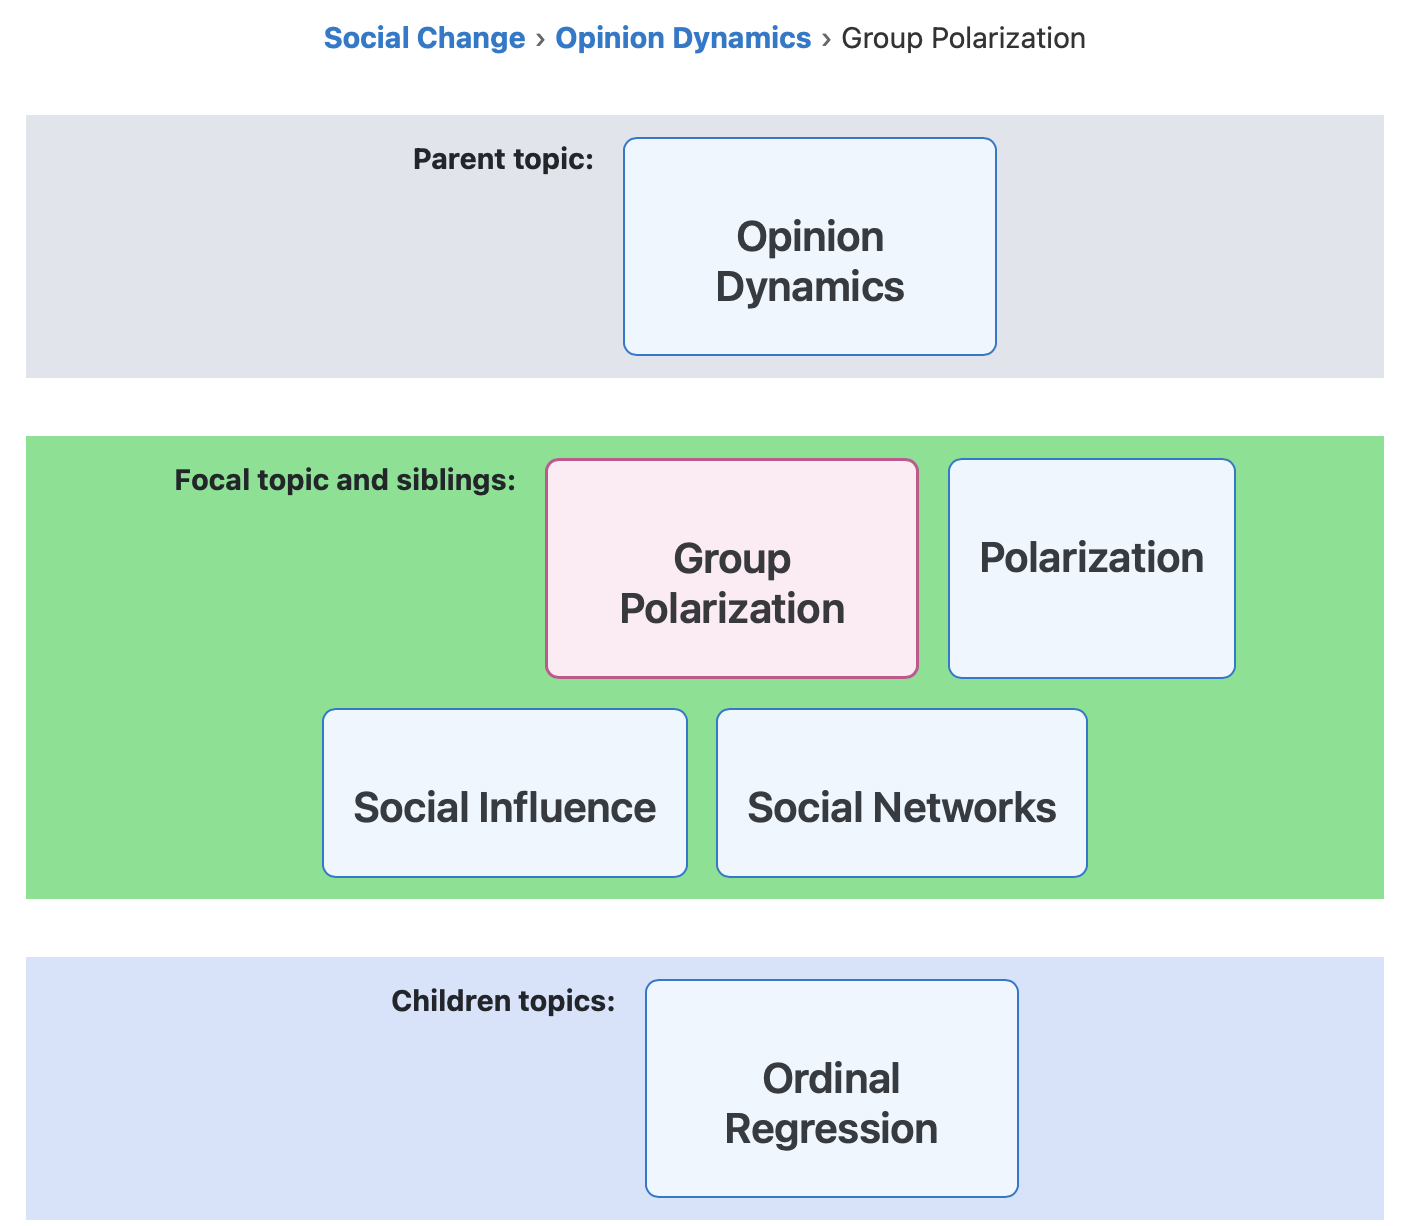 Social Change › Opinion Dynamics › Group Polarization
Parent topic:
Opinion
Dynamics
Focal topic and siblings:
Group
Polarization
Polarization
Social Influence
Social Networks
Children topics:
Ordinal
Regression